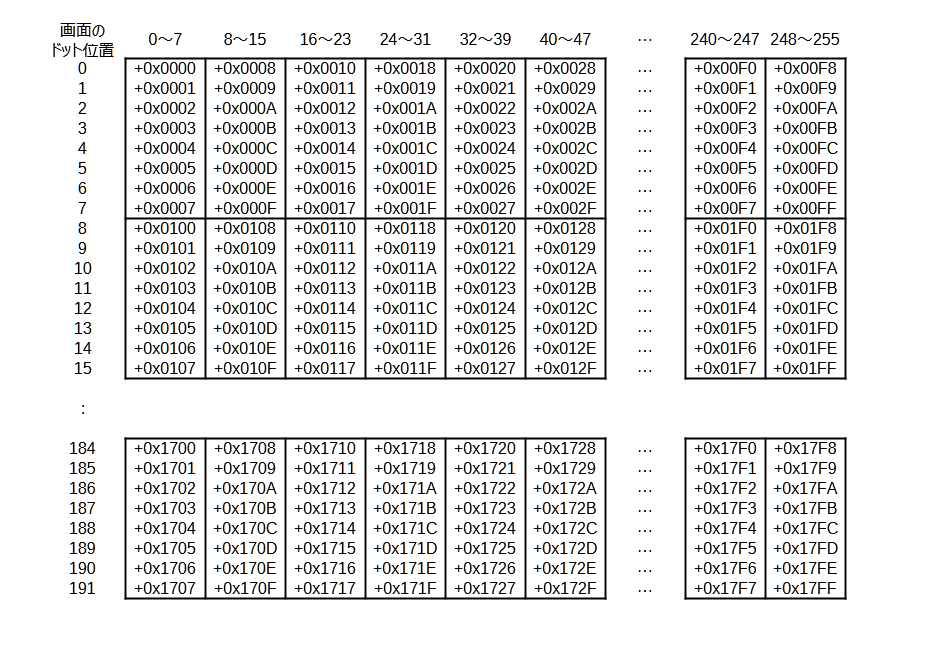 画面の
ドット位置 0～7 8～15 16～23 24～31 32～39 40～47 … 240～247 248～255
0 +0x0000 +0x0008 +0x0010 +0x0018 +0x0020 +0x0028 … +0x00F0 +0x00F8
1 +0x0001 +0x0009 +0x0011 +0x0019 +0x0021 +0x0029 … +0x00F1 +0x00F9
2 +0x0002 +0x000A +0x0012 +0x001A +0x0022 +0x002A … +0x00F2 +0x00FA
3 +0x0003 +0x000B +0x0013 +0x001B +0x0023 +0x002B … +0x00F3 +0x00FB
4 +0x0004 +0x000C +0x0014 +0x001C +0x0024 +0x002C … +0x00F4 +0x00FC
5 +0x0005 +0x000D +0x0015 +0x001D +0x0025 +0x002D … +0x00F5 +0x00FD
6 +0x0006 +0x000E +0x0016 +0x001E +0x0026 +0x002E … +0x00F6 +0x00FE
7 +0x0007 +0x000F +0x0017 +0x001F +0x0027 +0x002F … +0x00F7 +0x00FF
8 +0x0100 +0x0108 +0x0110 +0x0118 +0x0120 +0x0128 … +0x01F0 +0x01F8
9 +0x0101 +0x0109 +0x0111 +0x0119 +0x0121 +0x0129 … +0x01F1 +0x01F9
10 +0x0102 +0x010A +0x0112 +0x011A +0x0122 +0x012A … +0x01F2 +0x01FA
11 +0x0103 +0x010B +0x0113 +0x011B +0x0123 +0x012B … +0x01F3 +0x01FB
12 +0x0104 +0x010C +0x0114 +0x011C +0x0124 +0x012C … +0x01F4 +0x01FC
13 +0x0105 +0x010D +0x0115 +0x011D +0x0125 +0x012D … +0x01F5 +0x01FD
14 +0x0106 +0x010E +0x0116 +0x011E +0x0126 +0x012E … +0x01F6 +0x01FE
15 +0x0107 +0x010F +0x0117 +0x011F +0x0127 +0x012F … +0x01F7 +0x01FF
:
184 +0x1700 +0x1708 +0x1710 +0x1718 +0x1720 +0x1728 … +0x17F0 +0x17F8
185 +0x1701 +0x1709 +0x1711 +0x1719 +0x1721 +0x1729 … +0x17F1 +0x17F9
186 +0x1702 +0x170A +0x1712 +0x171A +0x1722 +0x172A … +0x17F2 +0x17FA
187 +0x1703 +0x170B +0x1713 +0x171B +0x1723 +0x172B … +0x17F3 +0x17FB
188 +0x1704 +0x170C +0x1714 +0x171C +0x1724 +0x172C … +0x17F4 +0x17FC
189 +0x1705 +0x170D +0x1715 +0x171D +0x1725 +0x172D … +0x17F5 +0x17FD
190 +0x1706 +0x170E +0x1716 +0x171E +0x1726 +0x172E … +0x17F6 +0x17FE
191 +0x1707 +0x170F +0x1717 +0x171F +0x1727 +0x172F … +0x17F7 +0x17FF